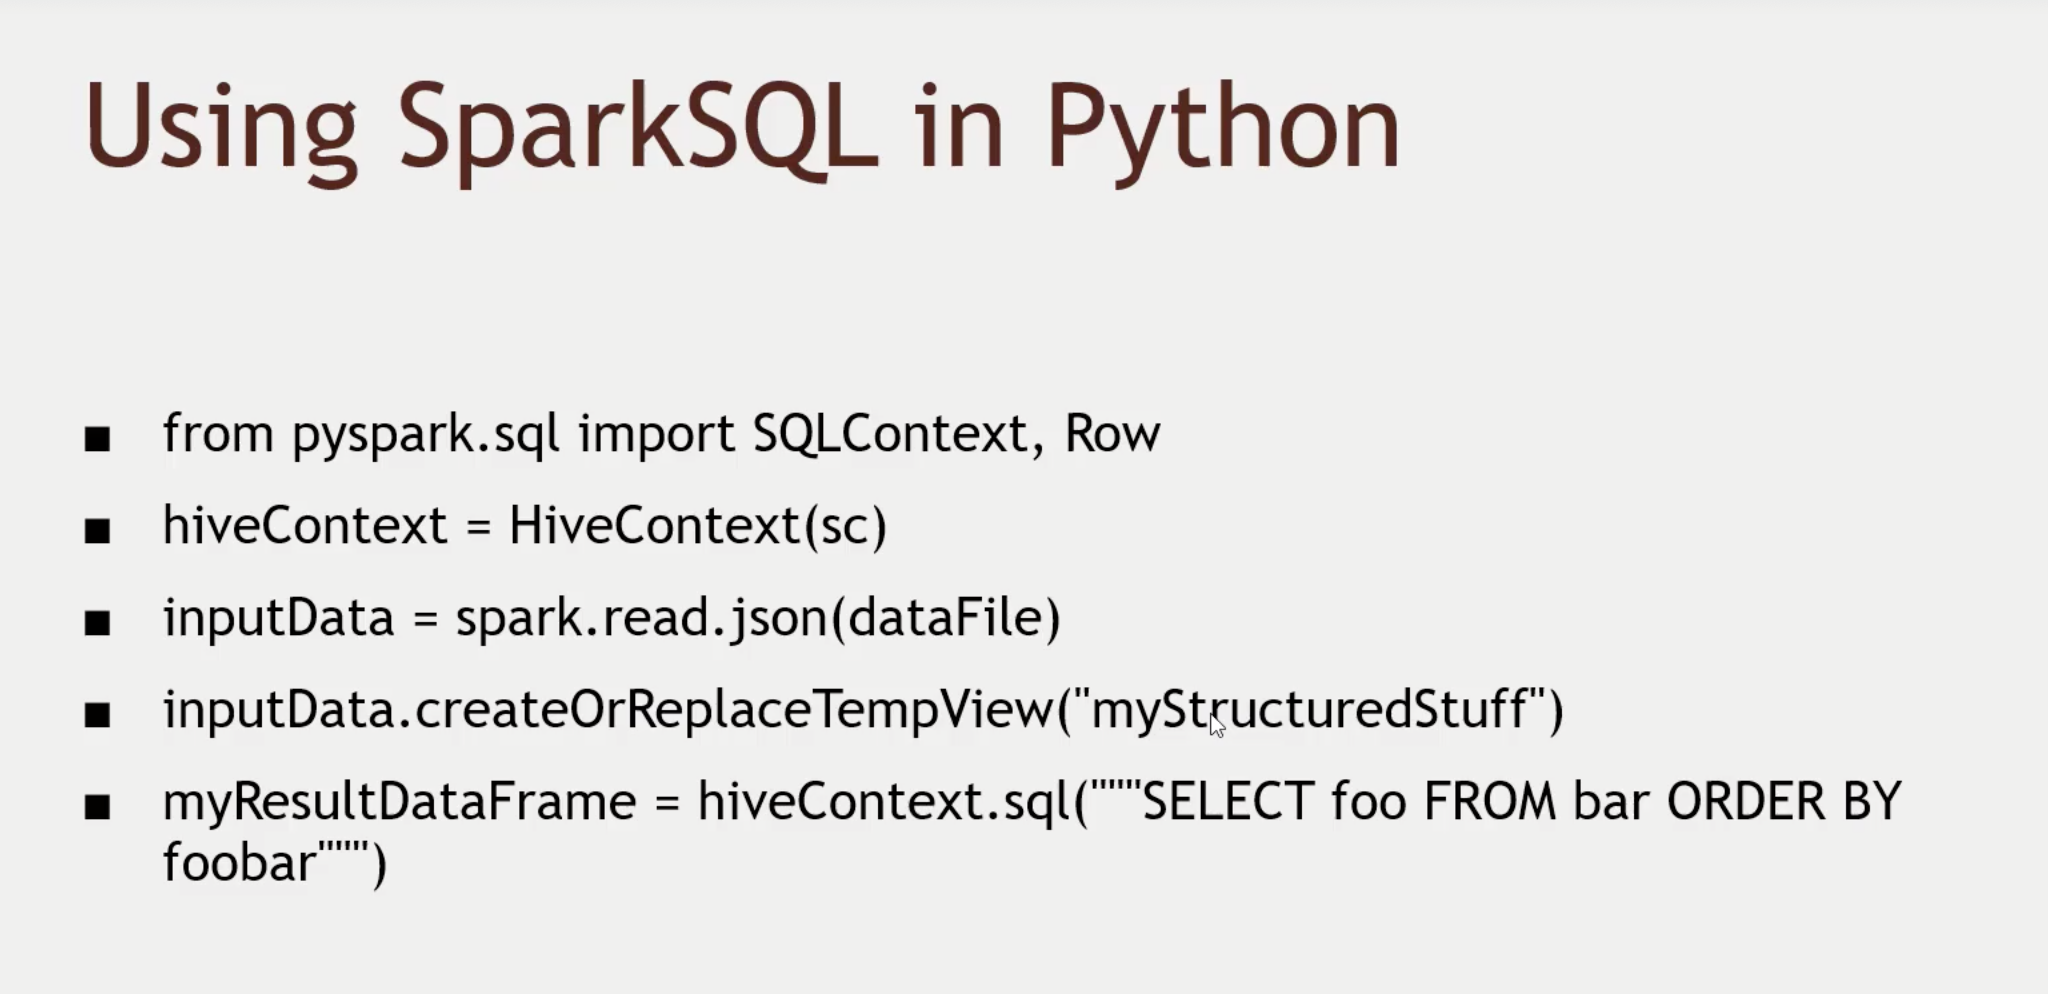 Using SparkSQL in Python
■ from pyspark.sql import SQLContext, Row
■ hiveContext = HiveContext(sc)
■ inputData = spark.read.json(dataFile)
■ inputData.createOrReplaceTempView("myStructuredStuff")
■ myResultDataFrame = hiveContext.sql("""SELECT foo FROM bar ORDER BY
foobar""")